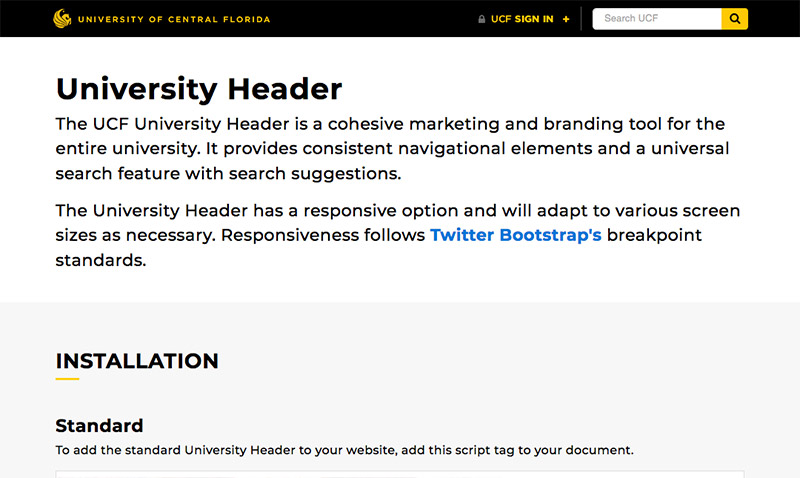 UNIVERSITY OF CENTRAL FLORIDA
UCF SIGN IN +
Search UCF
University Header
The UCF University Header is a cohesive marketing and branding tool for the
entire university. It provides consistent navigational elements and a universal
search feature with search suggestions.
The University Header has a responsive option and will adapt to various screen
sizes as necessary. Responsiveness follows Twitter Bootstrap's breakpoint
standards.
INSTALLATION
Standard
To add the standard University Header to your website, add this script tag to your document.